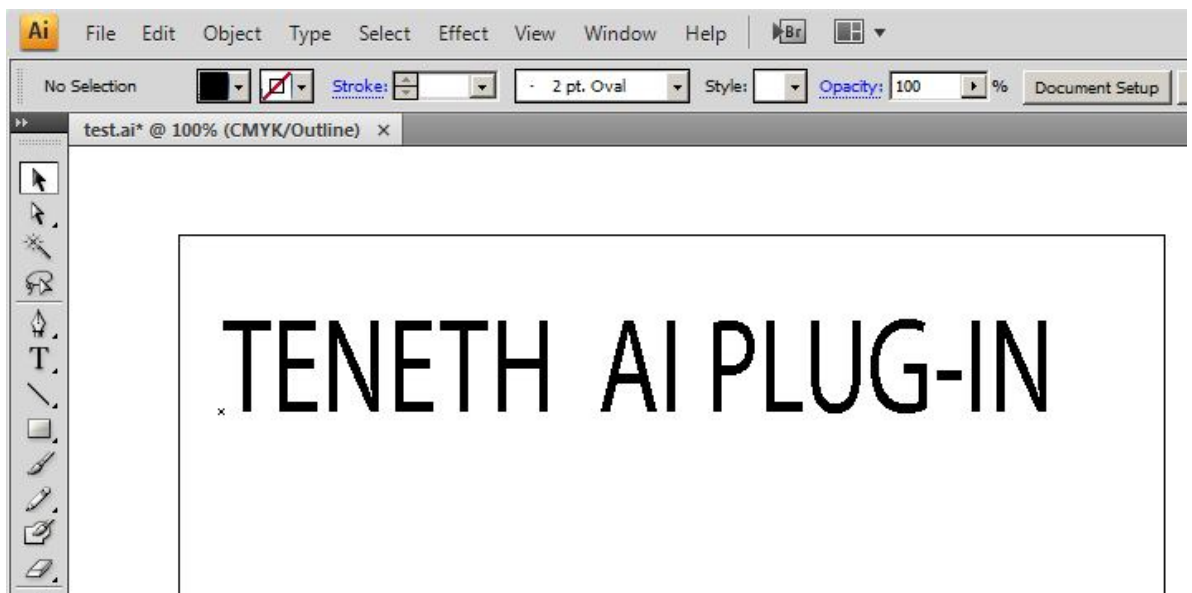 Ai File Edit Object Type Select Effect View Window Help Br
No Selection Stroke: 2 pt. Oval Style: Opacity: 100 % Document Setup
test.ai* @ 100% (CMYK/Outline) ×
T
TENETH AI PLUG-IN